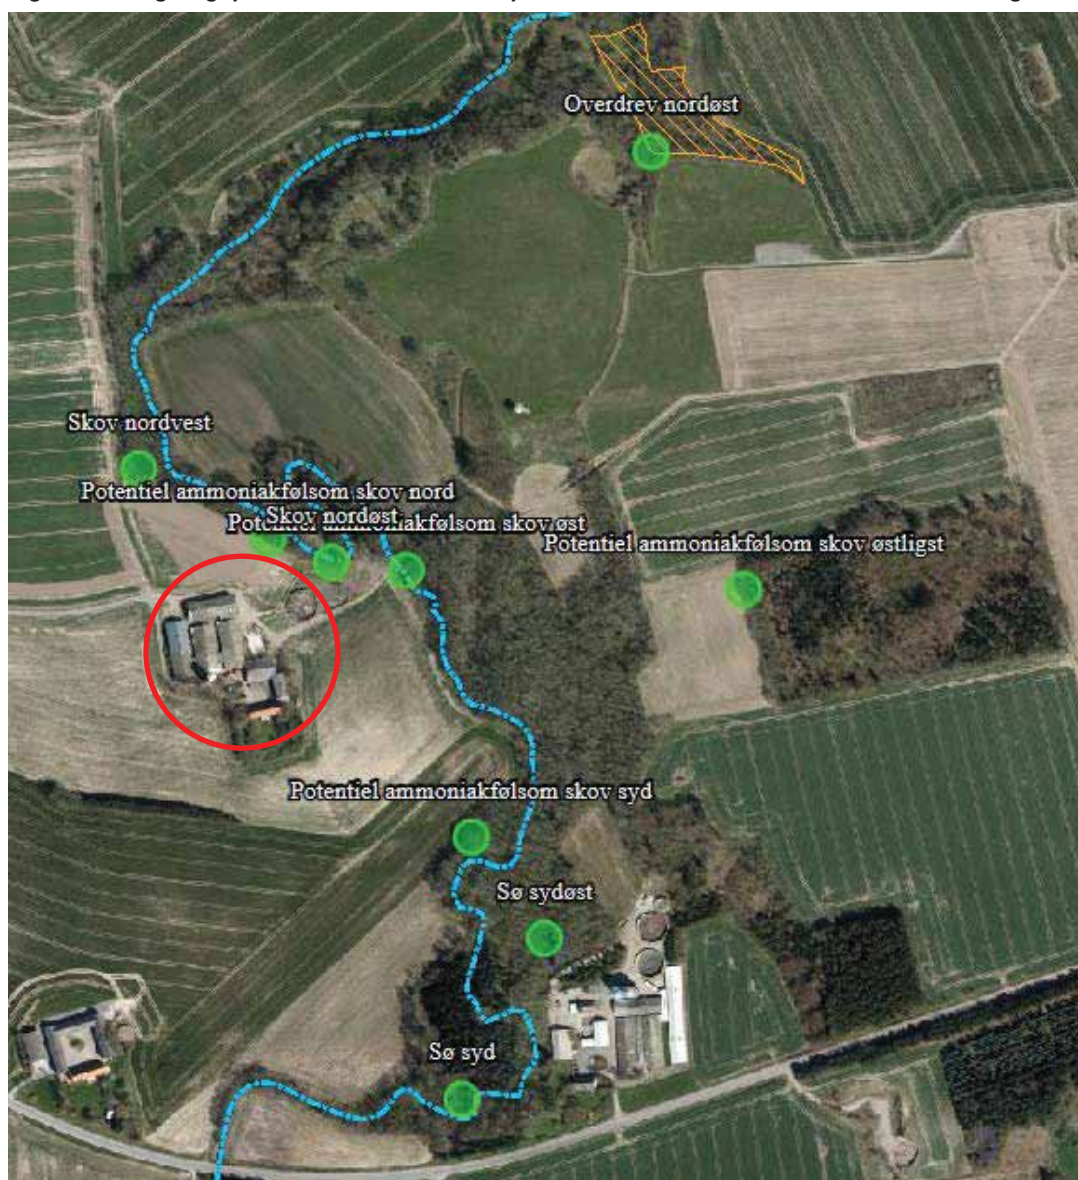 Overdrev nordøst
Skov nordvest
Potentiel ammoniakfølsom skov nord
Skov nordøst
Potentiel ammoniakfølsom skov øst
Potentiel ammoniakfølsom skov østligst
Potentiel ammoniakfølsom skov syd
Sø sydøst
Sø syd